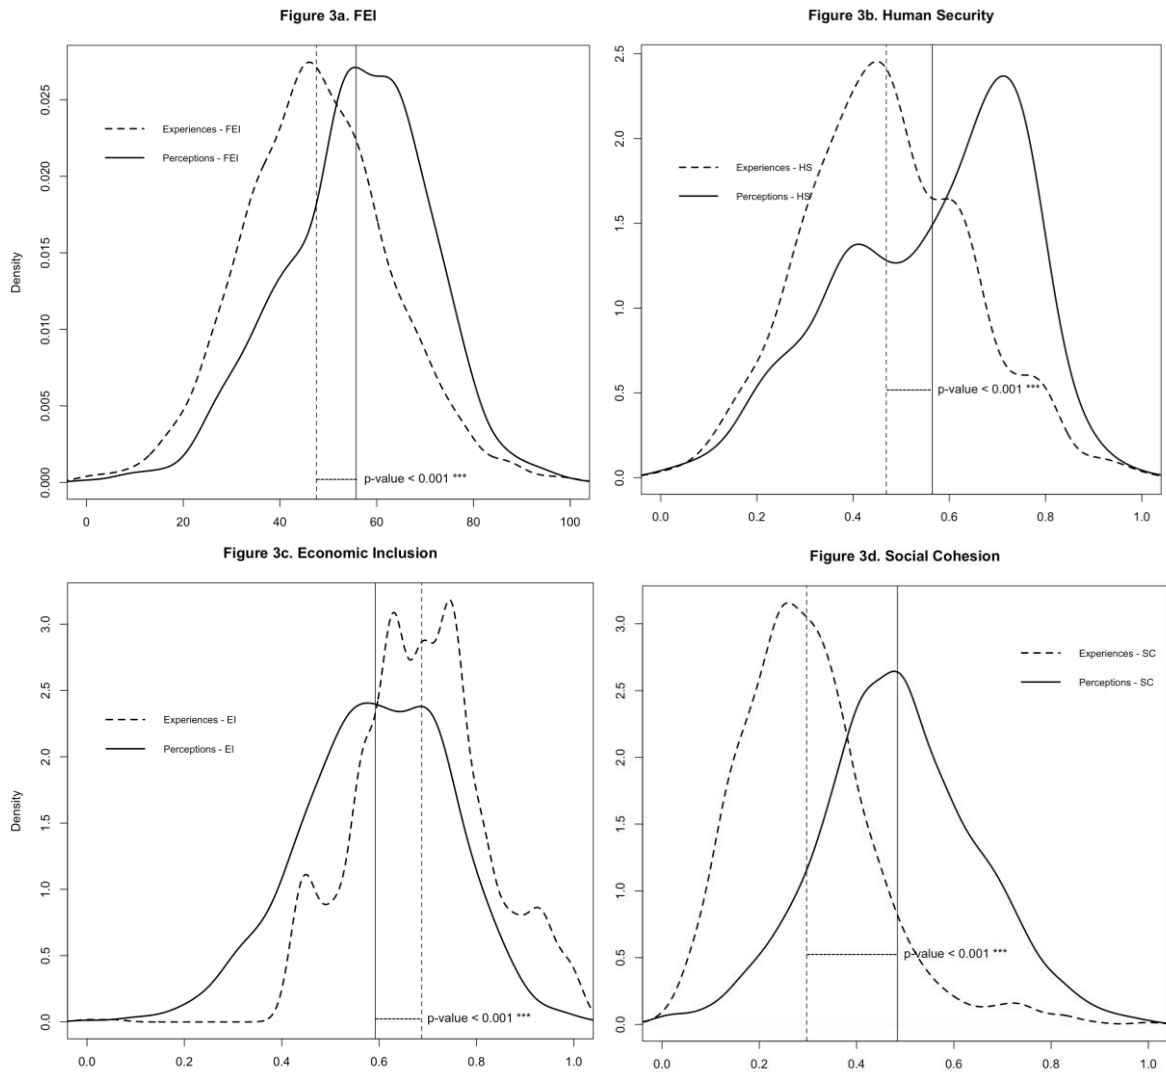 Figure 3a. FEI
Density
0.025
0.020
0.015
0.010
0.005
0.000
Experiences - FEI
Perceptions - FEI
p-value < 0.001 ***
0 20 40 60 80 100
Figure 3b. Human Security
2.5
2.0
1.5
1.0
0.5
0.0
Experiences - HS
Perceptions - HS
p-value < 0.001 ***
0.0 0.2 0.4 0.6 0.8 1.0
Figure 3c. Economic Inclusion
Density
3.0
2.5
2.0
1.5
1.0
0.5
0.0
Experiences - EI
Perceptions - EI
p-value < 0.001 ***
0.0 0.2 0.4 0.6 0.8 1.0
Figure 3d. Social Cohesion
3.0
2.5
2.0
1.5
1.0
0.5
0.0
Experiences - SC
Perceptions - SC
p-value < 0.001 ***
0.0 0.2 0.4 0.6 0.8 1.0